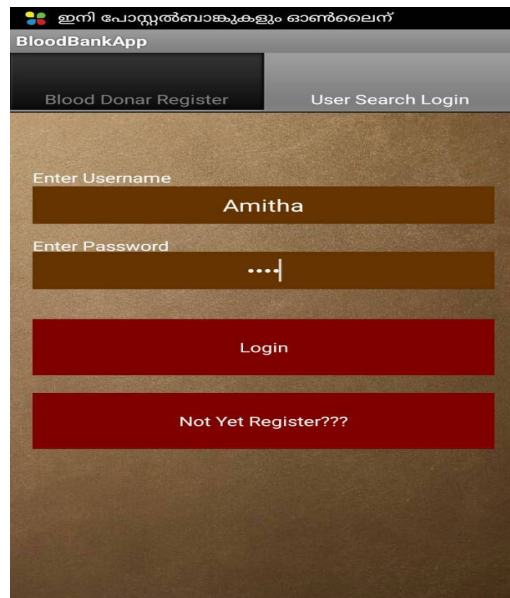 ഇനി പോസ്റ്റൽബാങ്കുകളും ഓൺലൈന്
BloodBankApp
Blood Donar Register
User Search Login
Enter Username
Amitha
Enter Password
••••
Login
Not Yet Register???